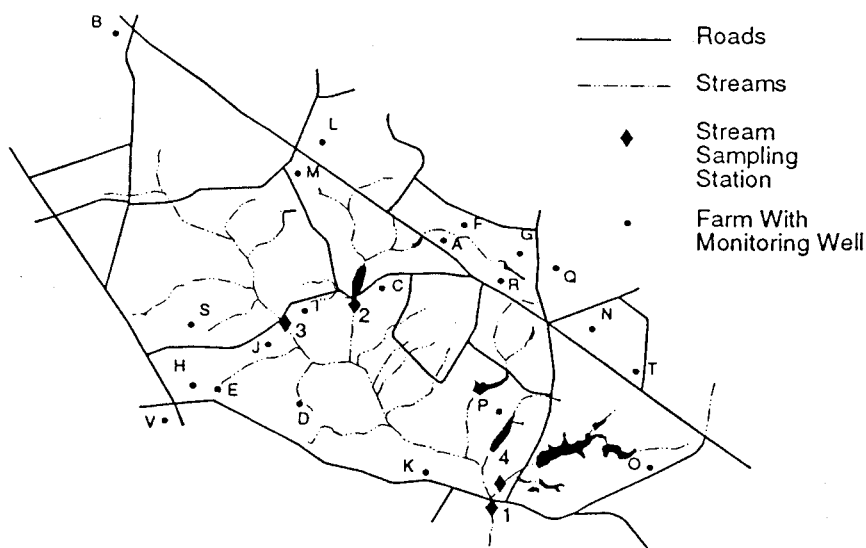 B
Roads
Streams
Stream
Sampling
Station
Farm With
Monitoring Well
L
M
F
A
G
Q
R
C
I
2
3
S
J
N
T
H
E
D
P
V
K
4
O
1